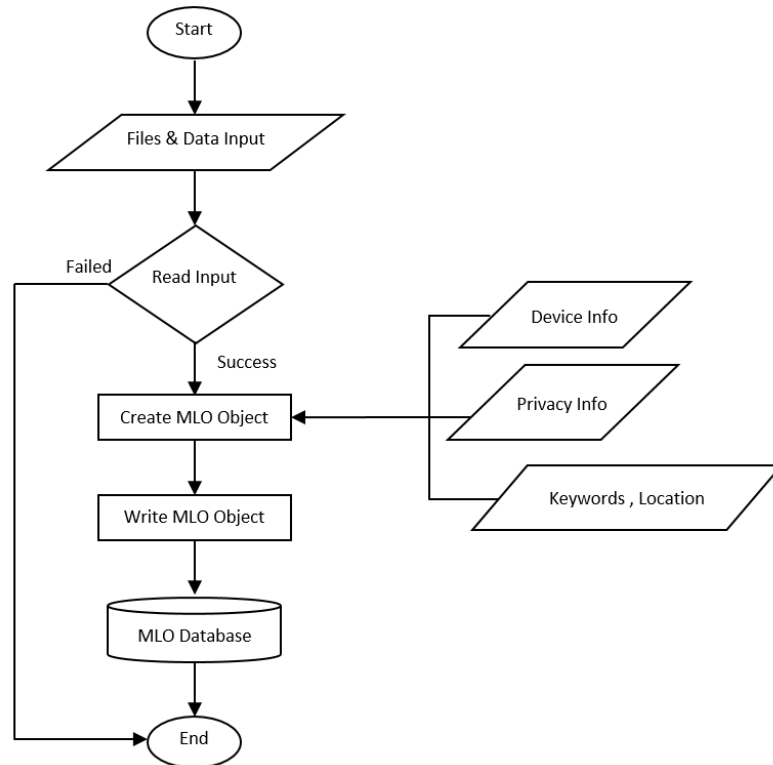 Start
Files & Data Input
Read Input
Failed
Success
Device Info
Privacy Info
Keywords , Location
Create MLO Object
Write MLO Object
MLO Database
End